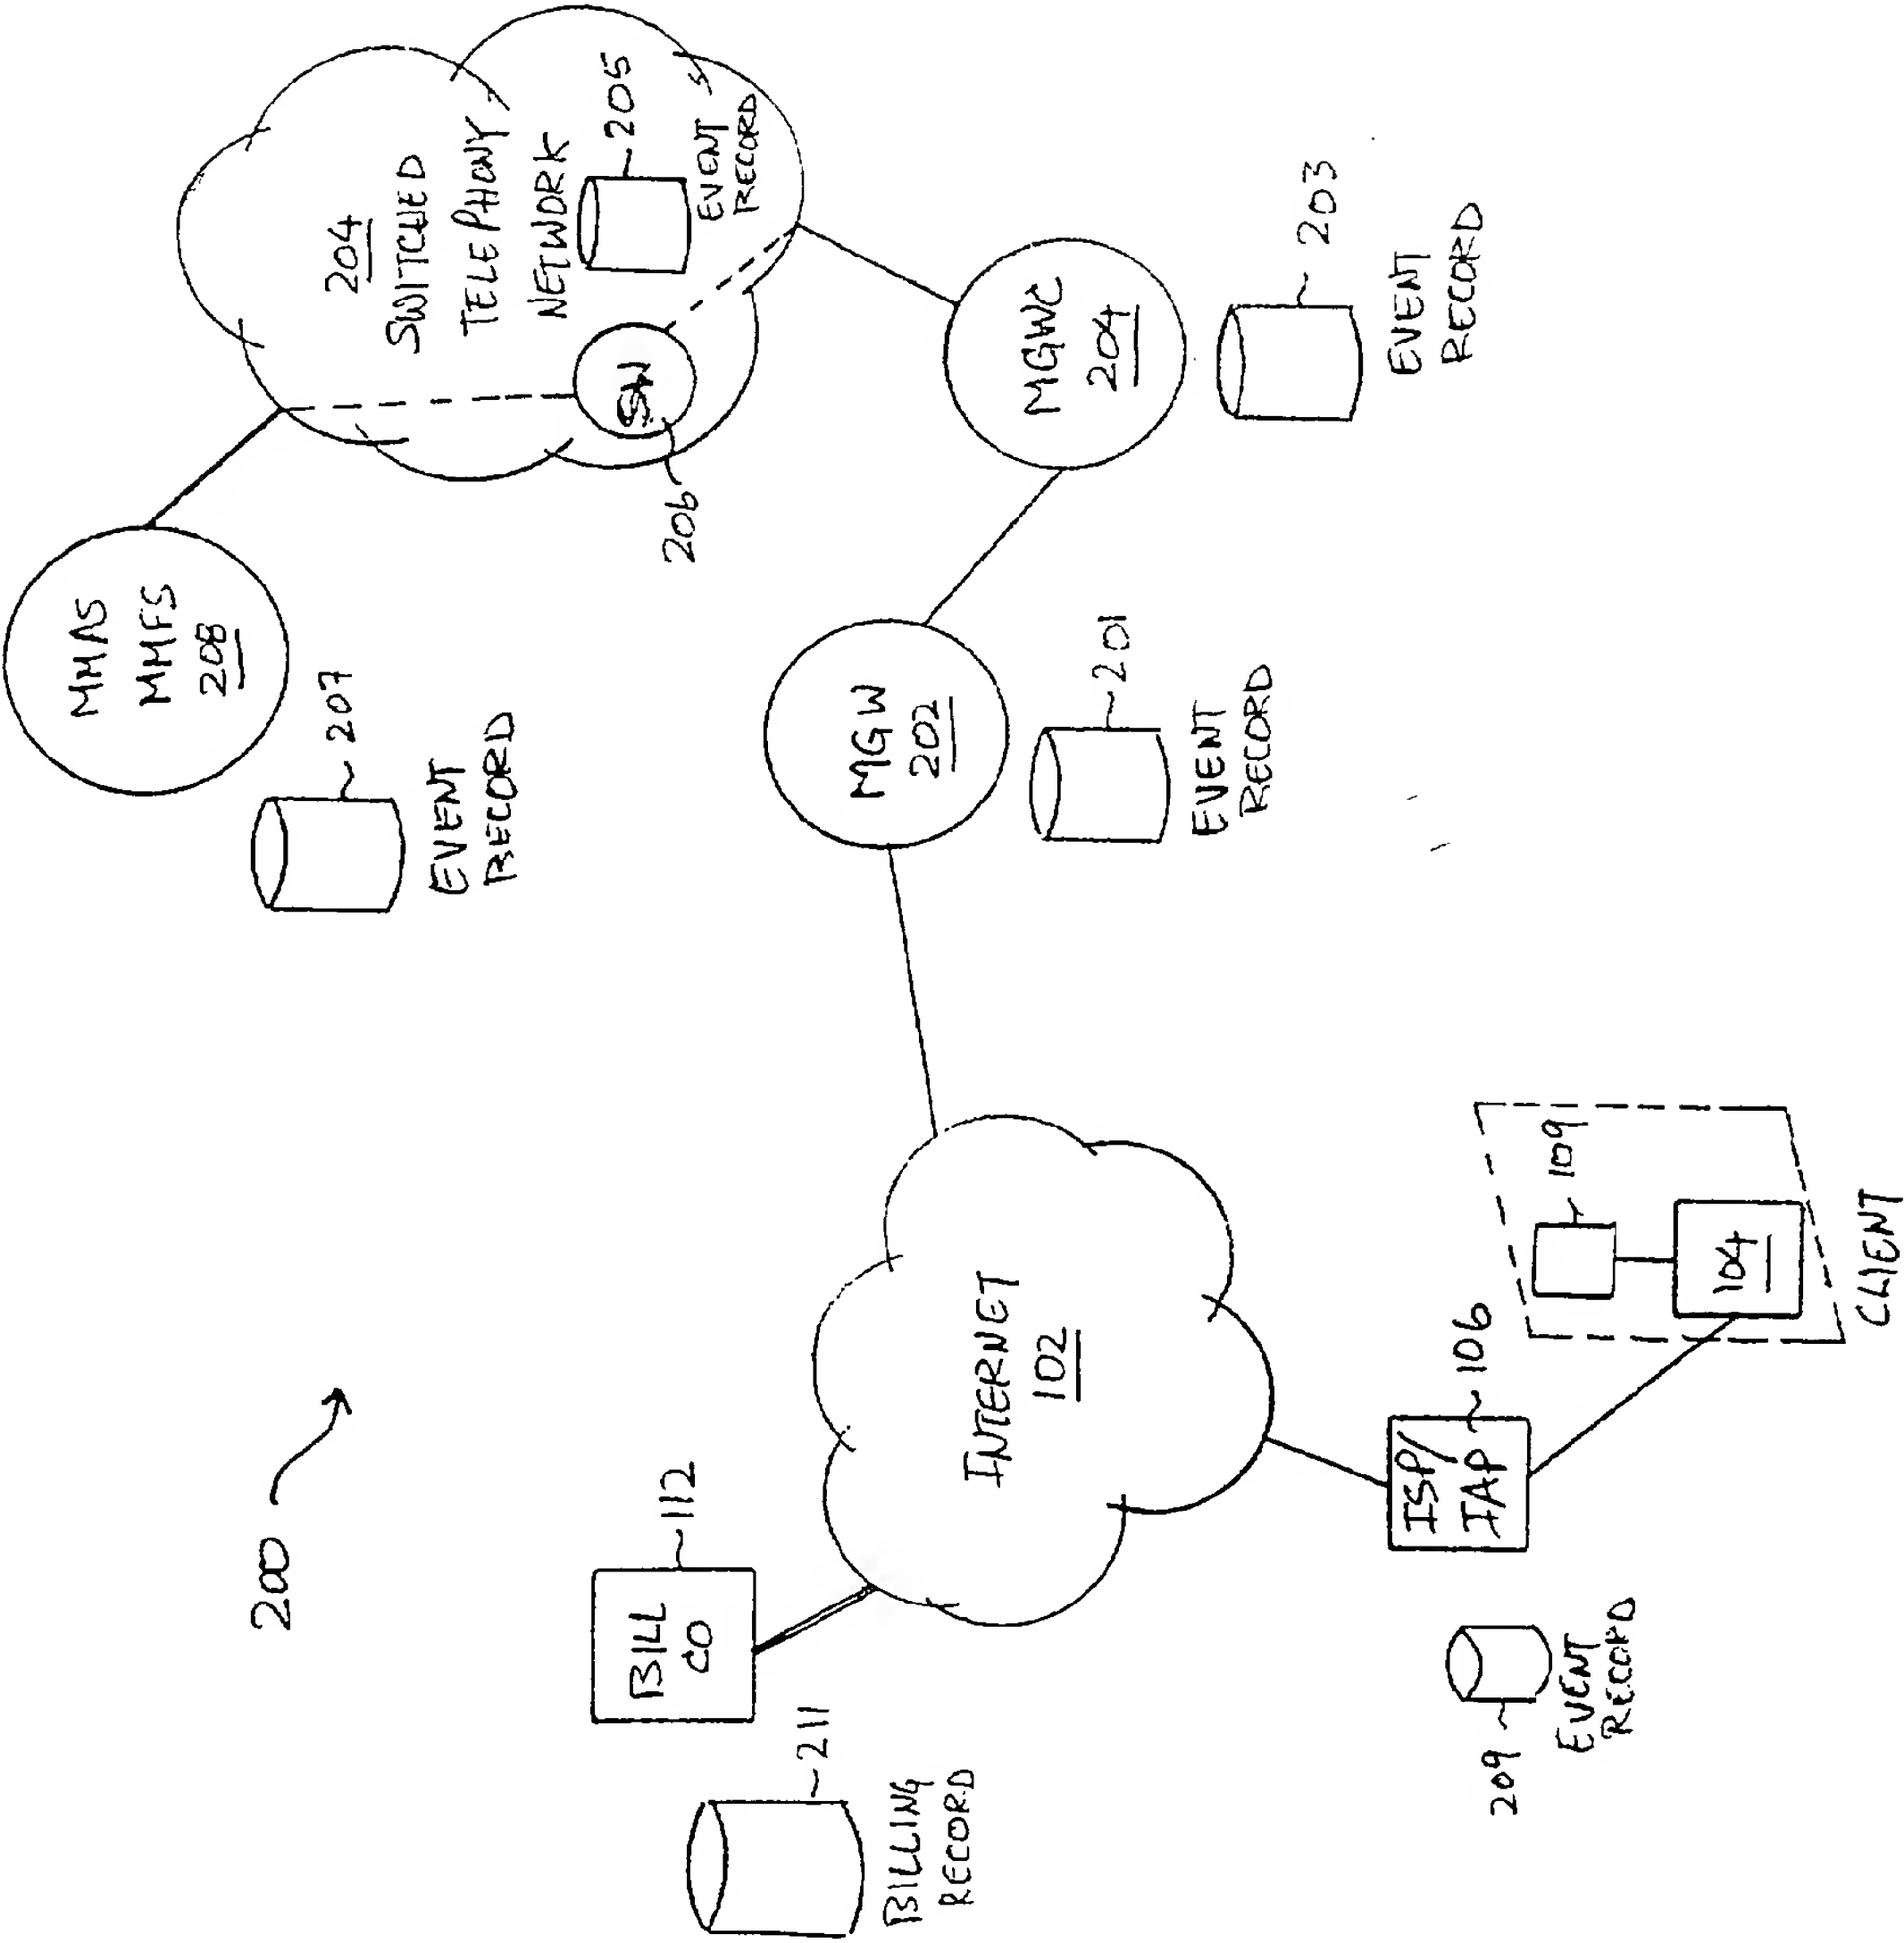 200
MMAS
MMFS
208
207
EVENT
RECORD
204
SWITCHED
TELEPHONY
NETWORK
205
EVENT
RECORD
SN
206
MGWC
204
203
EVENT
RECORD
MGW
202
201
EVENT
RECORD
INTERNET
102
BILL
CO
112
211
BILLING
RECORD
ISP/
IAP
106
209
EVENT
RECORD
109
104
CLIENT